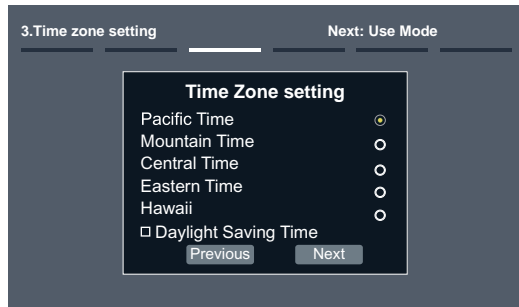 3.Time zone setting
Next: Use Mode
Time Zone setting
Pacific Time
Mountain Time
Central Time
Eastern Time
Hawaii
Daylight Saving Time
Previous
Next